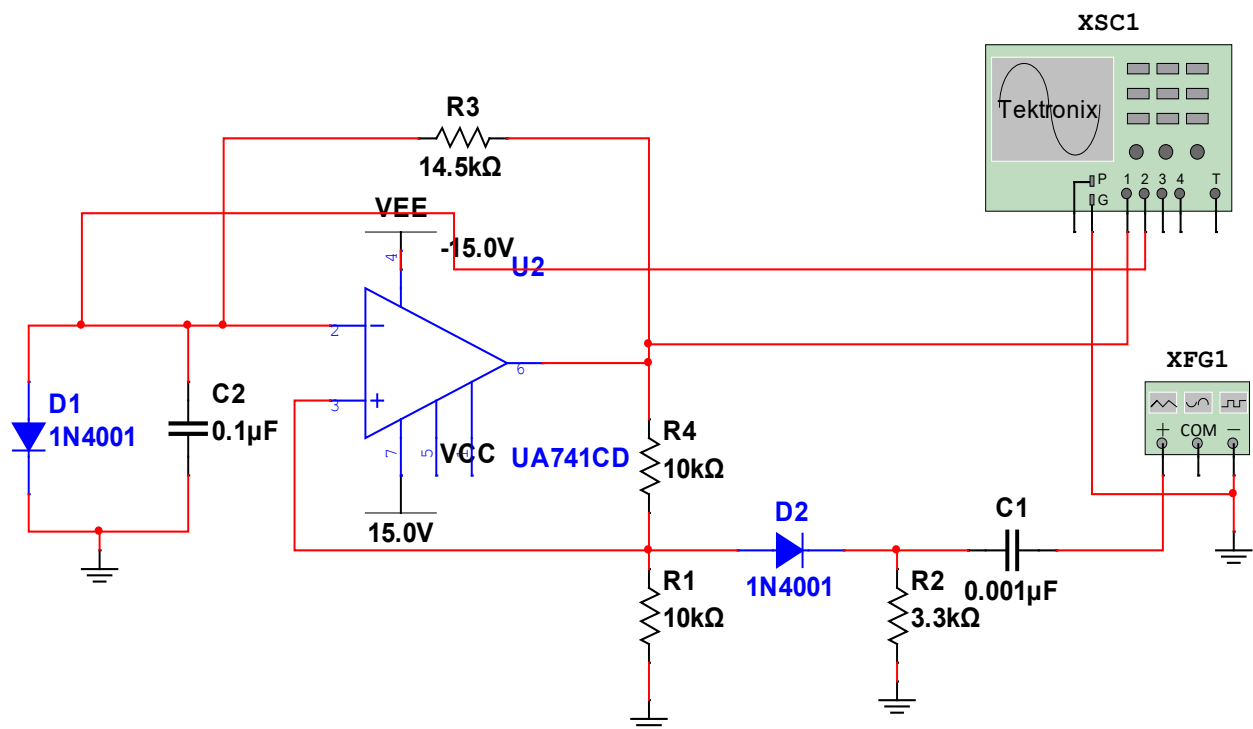 XSC1
Tektronix
P
G
1 2 3 4 T
R3
14.5kΩ
VEE
-15.0V
4
U2
2
6
3
D1
1N4001
C2
0.1µF
XFG1
+ COM −
7
5
VCC
1
UA741CD
15.0V
R4
10kΩ
D2
1N4001
C1
0.001µF
R1
10kΩ
R2
3.3kΩ